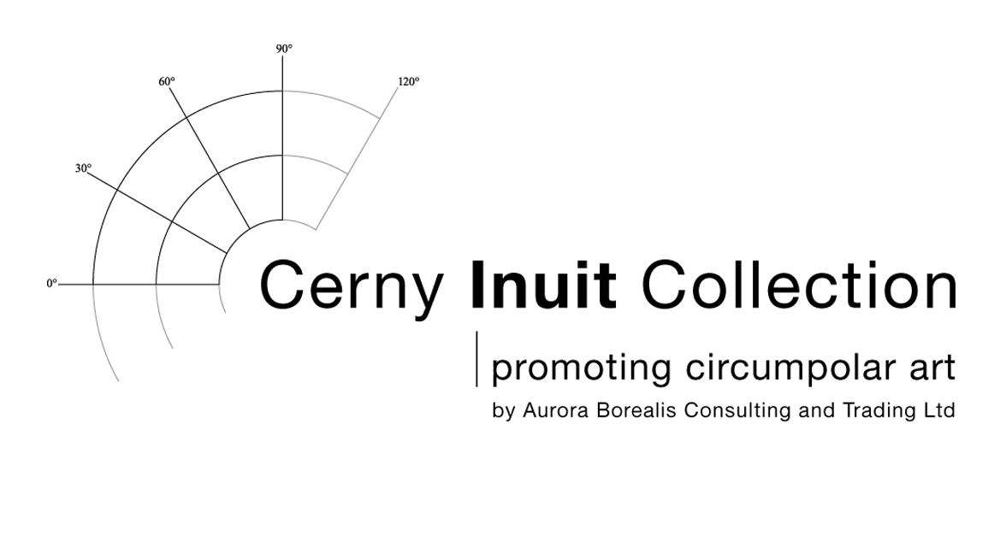 90°
60°
120°
30°
0°
Cerny Inuit Collection
promoting circumpolar art
by Aurora Borealis Consulting and Trading Ltd